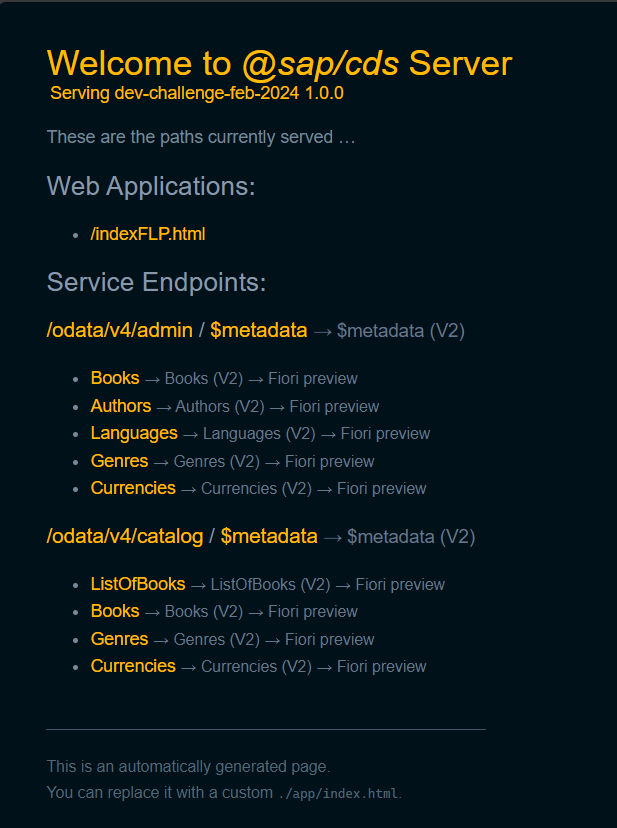 Welcome to @sap/cds Server
Serving dev-challenge-feb-2024 1.0.0
These are the paths currently served …
Web Applications:
• /indexFLP.html
Service Endpoints:
/odata/v4/admin / $metadata → $metadata (V2)
• Books → Books (V2) → Fiori preview
• Authors → Authors (V2) → Fiori preview
• Languages → Languages (V2) → Fiori preview
• Genres → Genres (V2) → Fiori preview
• Currencies → Currencies (V2) → Fiori preview
/odata/v4/catalog / $metadata → $metadata (V2)
• ListOfBooks → ListOfBooks (V2) → Fiori preview
• Books → Books (V2) → Fiori preview
• Genres → Genres (V2) → Fiori preview
• Currencies → Currencies (V2) → Fiori preview
This is an automatically generated page.
You can replace it with a custom ./app/index.html.